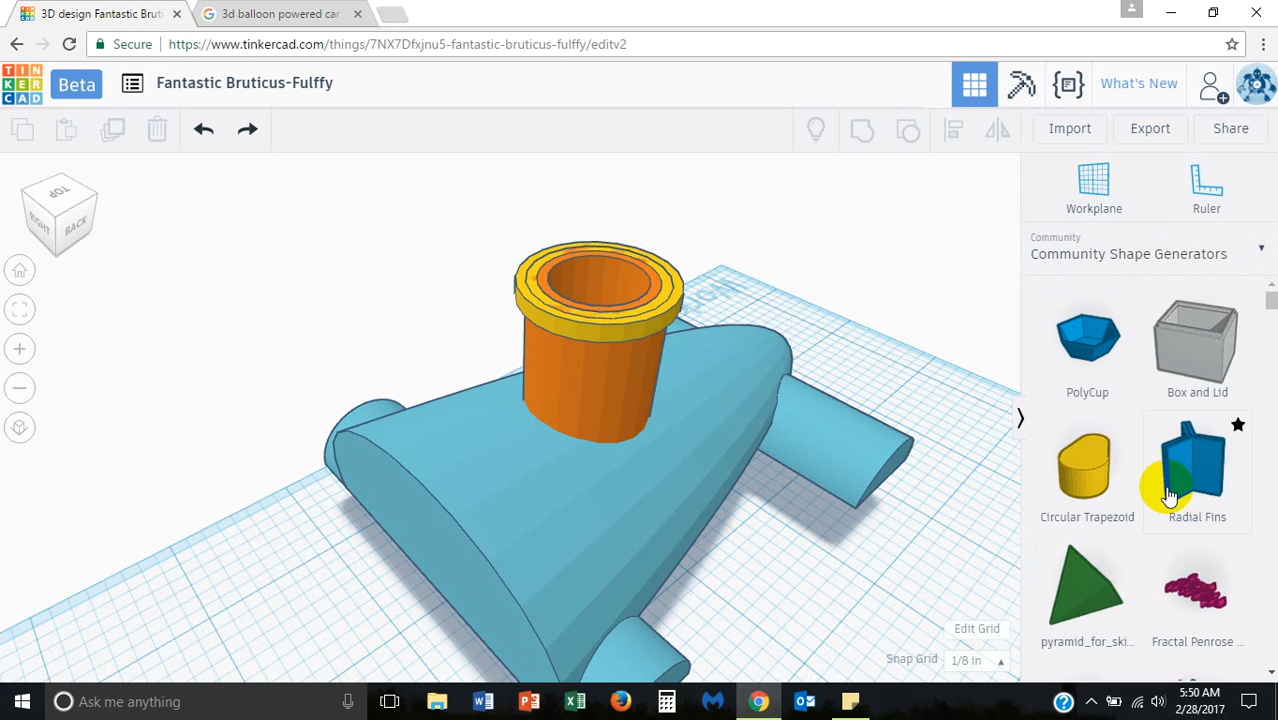 3D design Fantastic Bruti
3d balloon powered car
Secure
https://www.tinkercad.com/things/7NX7Dfxjnu5-fantastic-bruticus-fulffy/editv2
TIN
KER
CAD
Beta
Fantastic Bruticus-Fulffy
What's New
Import
Export
Share
TOP
RIGHT
BACK
Workplane
Ruler
Community
Community Shape Generators
PolyCup
Box and Lid
Circular Trapezoid
Radial Fins
pyramid_for_ski...
Fractal Penrose ...
Edit Grid
Snap Grid
1/8 in
Ask me anything
5:50 AM
2/28/2017